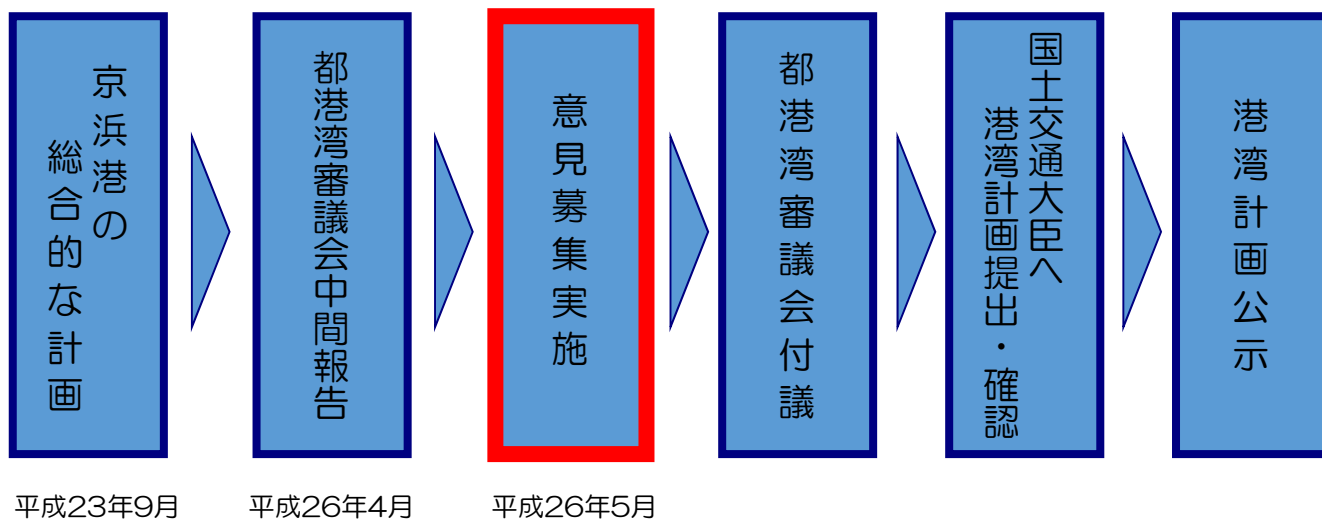 京浜港の
総合的な計画
都港湾審議会中間報告
意見募集実施
都港湾審議会付議
国土交通大臣へ
港湾計画提出・確認
港湾計画公示
平成23年9月
平成26年4月
平成26年5月